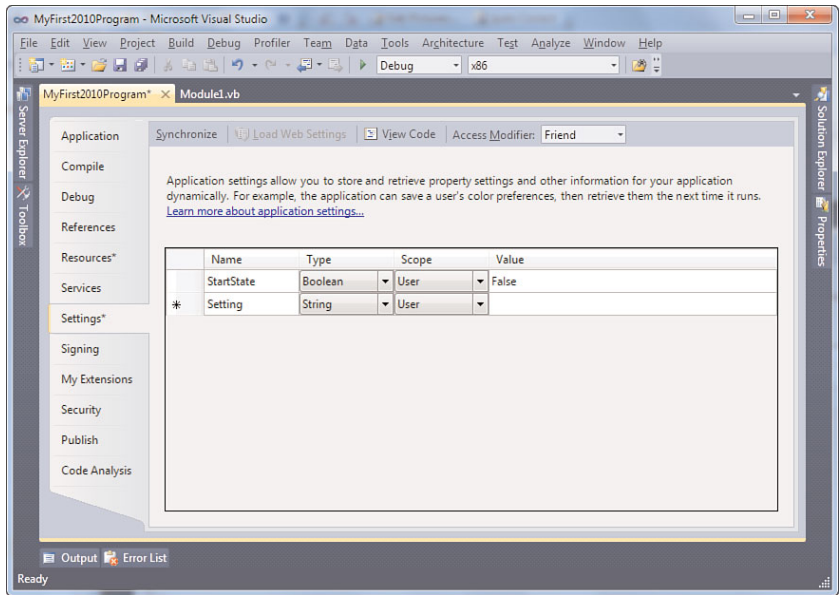 MyFirst2010Program - Microsoft Visual Studio
File Edit View Project Build Debug Profiler Team Data Tools Architecture Test Analyze Window Help
Debug x86
MyFirst2010Program* Module1.vb
Server Explorer
Toolbox
Application
Compile
Debug
References
Resources*
Services
Settings*
Signing
My Extensions
Security
Publish
Code Analysis
Synchronize Load Web Settings View Code Access Modifier: Friend
Application settings allow you to store and retrieve property settings and other information for your application
dynamically. For example, the application can save a user's color preferences, then retrieve them the next time it runs.
Learn more about application settings...
Name Type Scope Value
StartState Boolean User False
Setting String User
Solution Explorer
Properties
Output Error List
Ready